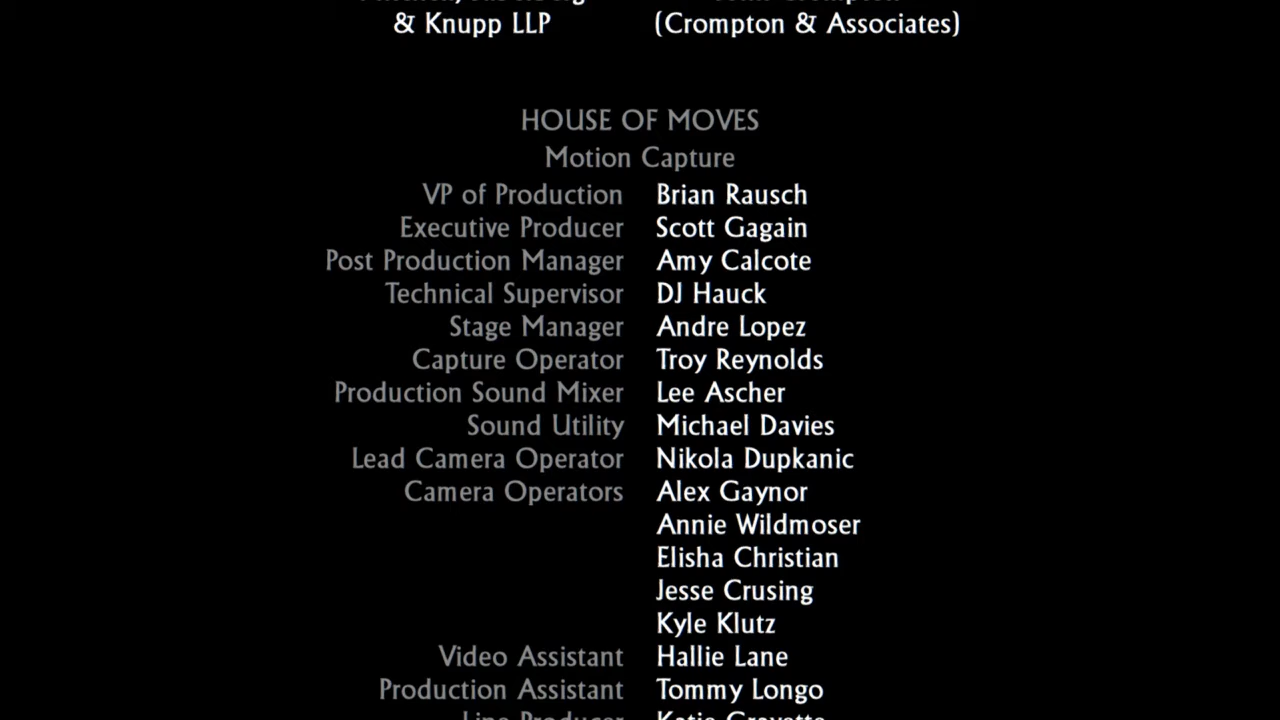 & Knupp LLP (Crompton & Associates)
HOUSE OF MOVES
Motion Capture
VP of Production Brian Rausch
Executive Producer Scott Gagain
Post Production Manager Amy Calcote
Technical Supervisor DJ Hauck
Stage Manager Andre Lopez
Capture Operator Troy Reynolds
Production Sound Mixer Lee Ascher
Sound Utility Michael Davies
Lead Camera Operator Nikola Dupkanic
Camera Operators Alex Gaynor
Annie Wildmoser
Elisha Christian
Jesse Crusing
Kyle Klutz
Video Assistant Hallie Lane
Production Assistant Tommy Longo
Line Producer Katie